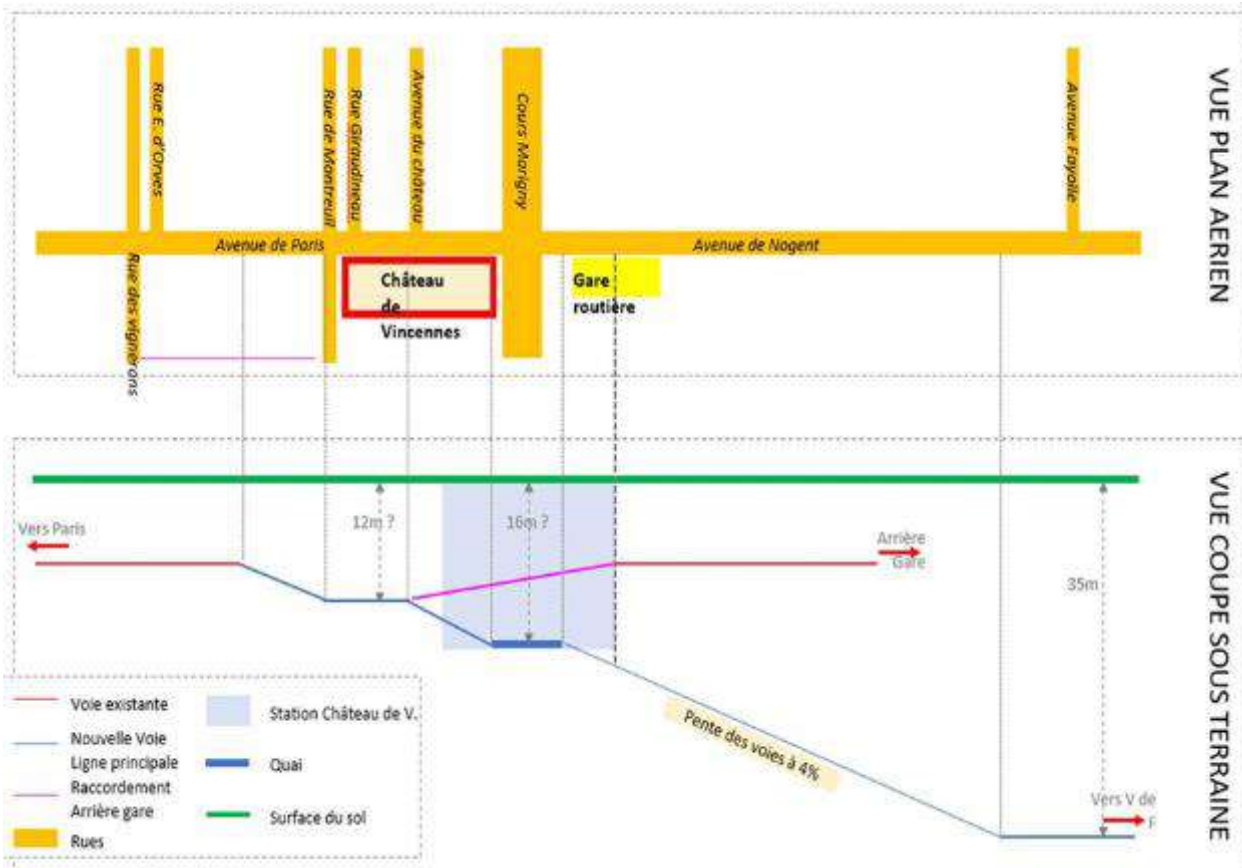 VUE PLAN AERIEN
Rue E. d'Orves
Rue de Montreuil
Rue Giraudineau
Avenue du château
Cours Marigny
Avenue Fayolle
Avenue de Paris
Avenue de Nogent
Rue des vignerons
Château
de
Vincennes
Gare
routière
VUE COUPE SOUS TERRAINE
12m ?
16m ?
Vers Paris
Arrière
Gare
35m
Pente des voies à 4%
Vers V de
F
Voie existante
Nouvelle Voie
Ligne principale
Raccordement
Arrière gare
Rues
Station Château de V.
Quai
Surface du sol